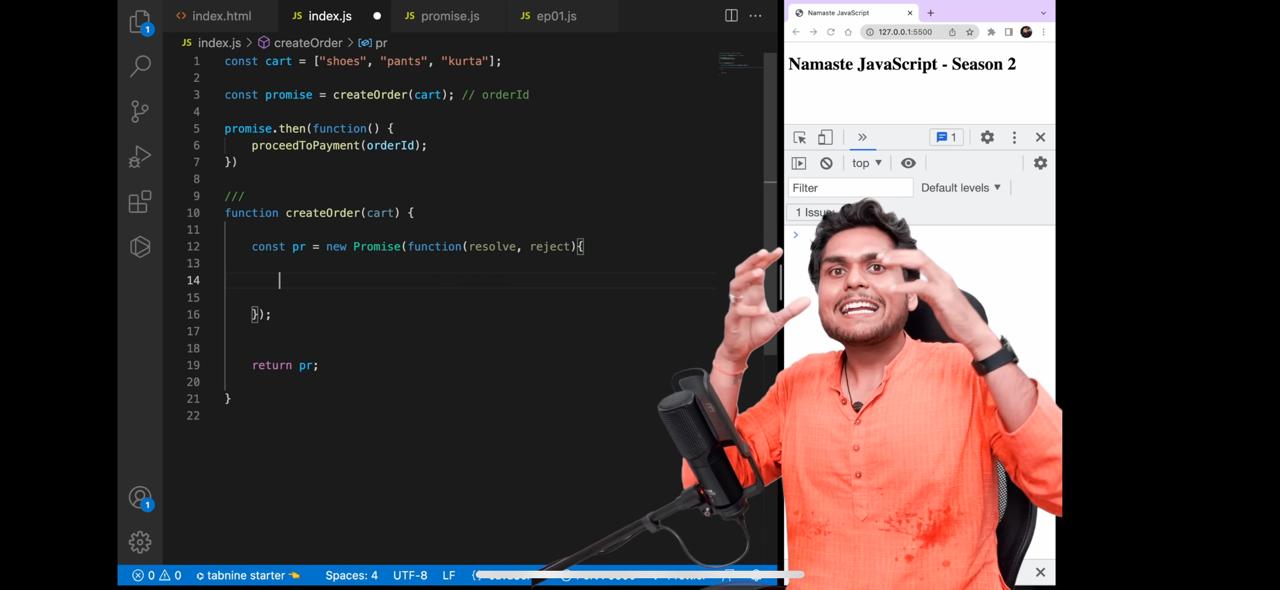 index.html
JS index.js
JS promise.js
JS ep01.js
JS index.js > createOrder > pr
1 const cart = ["shoes", "pants", "kurta"];
2
3 const promise = createOrder(cart); // orderId
4
5 promise.then(function() {
6 proceedToPayment(orderId);
7 })
8
9 ///
10 function createOrder(cart) {
11
12 const pr = new Promise(function(resolve, reject){
13
14
15
16 });
17
18
19 return pr;
20
21 }
22
1
1
0 0 tabnine starter Spaces: 4 UTF-8 LF
Namaste JavaScript
127.0.0.1:5500
Namaste JavaScript - Season 2
1
top
Filter
Default levels
1 Issu